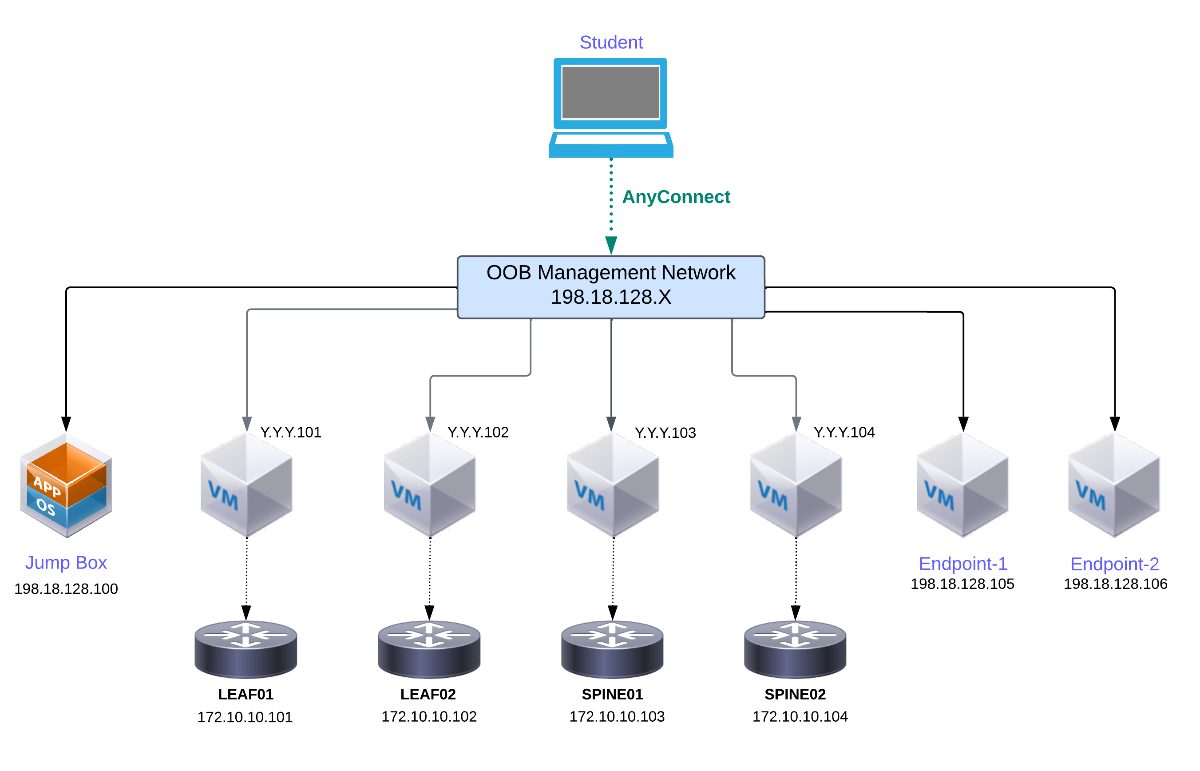 Student
AnyConnect
OOB Management Network
198.18.128.X
Y.Y.Y.101
Y.Y.Y.102
Y.Y.Y.103
Y.Y.Y.104
APP
OS
VM
VM
VM
VM
VM
VM
Jump Box
198.18.128.100
Endpoint-1
198.18.128.105
Endpoint-2
198.18.128.106
LEAF01
172.10.10.101
LEAF02
172.10.10.102
SPINE01
172.10.10.103
SPINE02
172.10.10.104